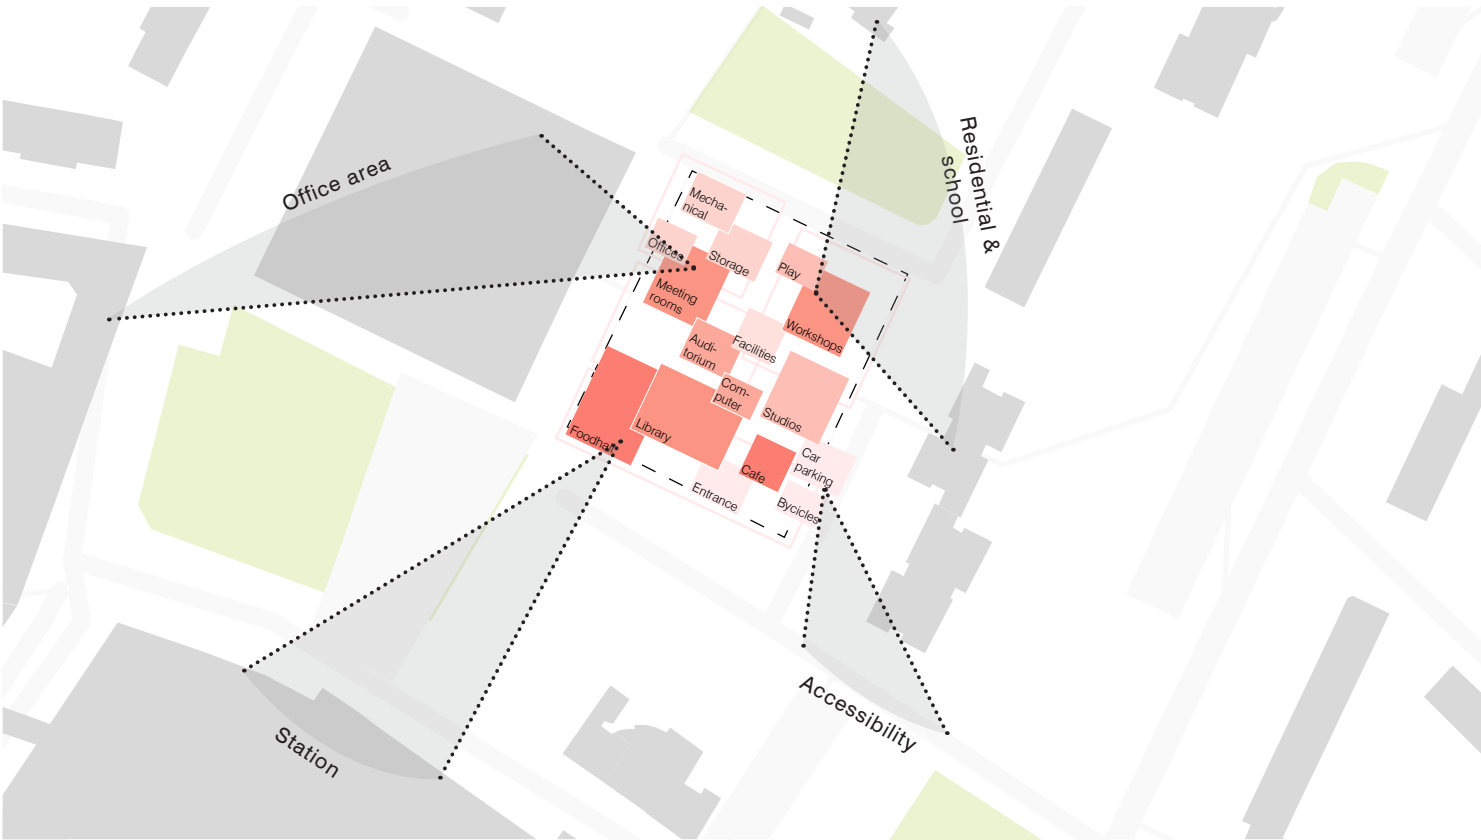 Office area
Residential &
school
Mecha-
nical
Offices
Storage
Play
Meeting
rooms
Workshops
Audi-
torium
Facilities
Com-
puter
Studios
Foodhall
Library
Cafe
Car
parking
Entrance
Bycicles
Station
Accessibility